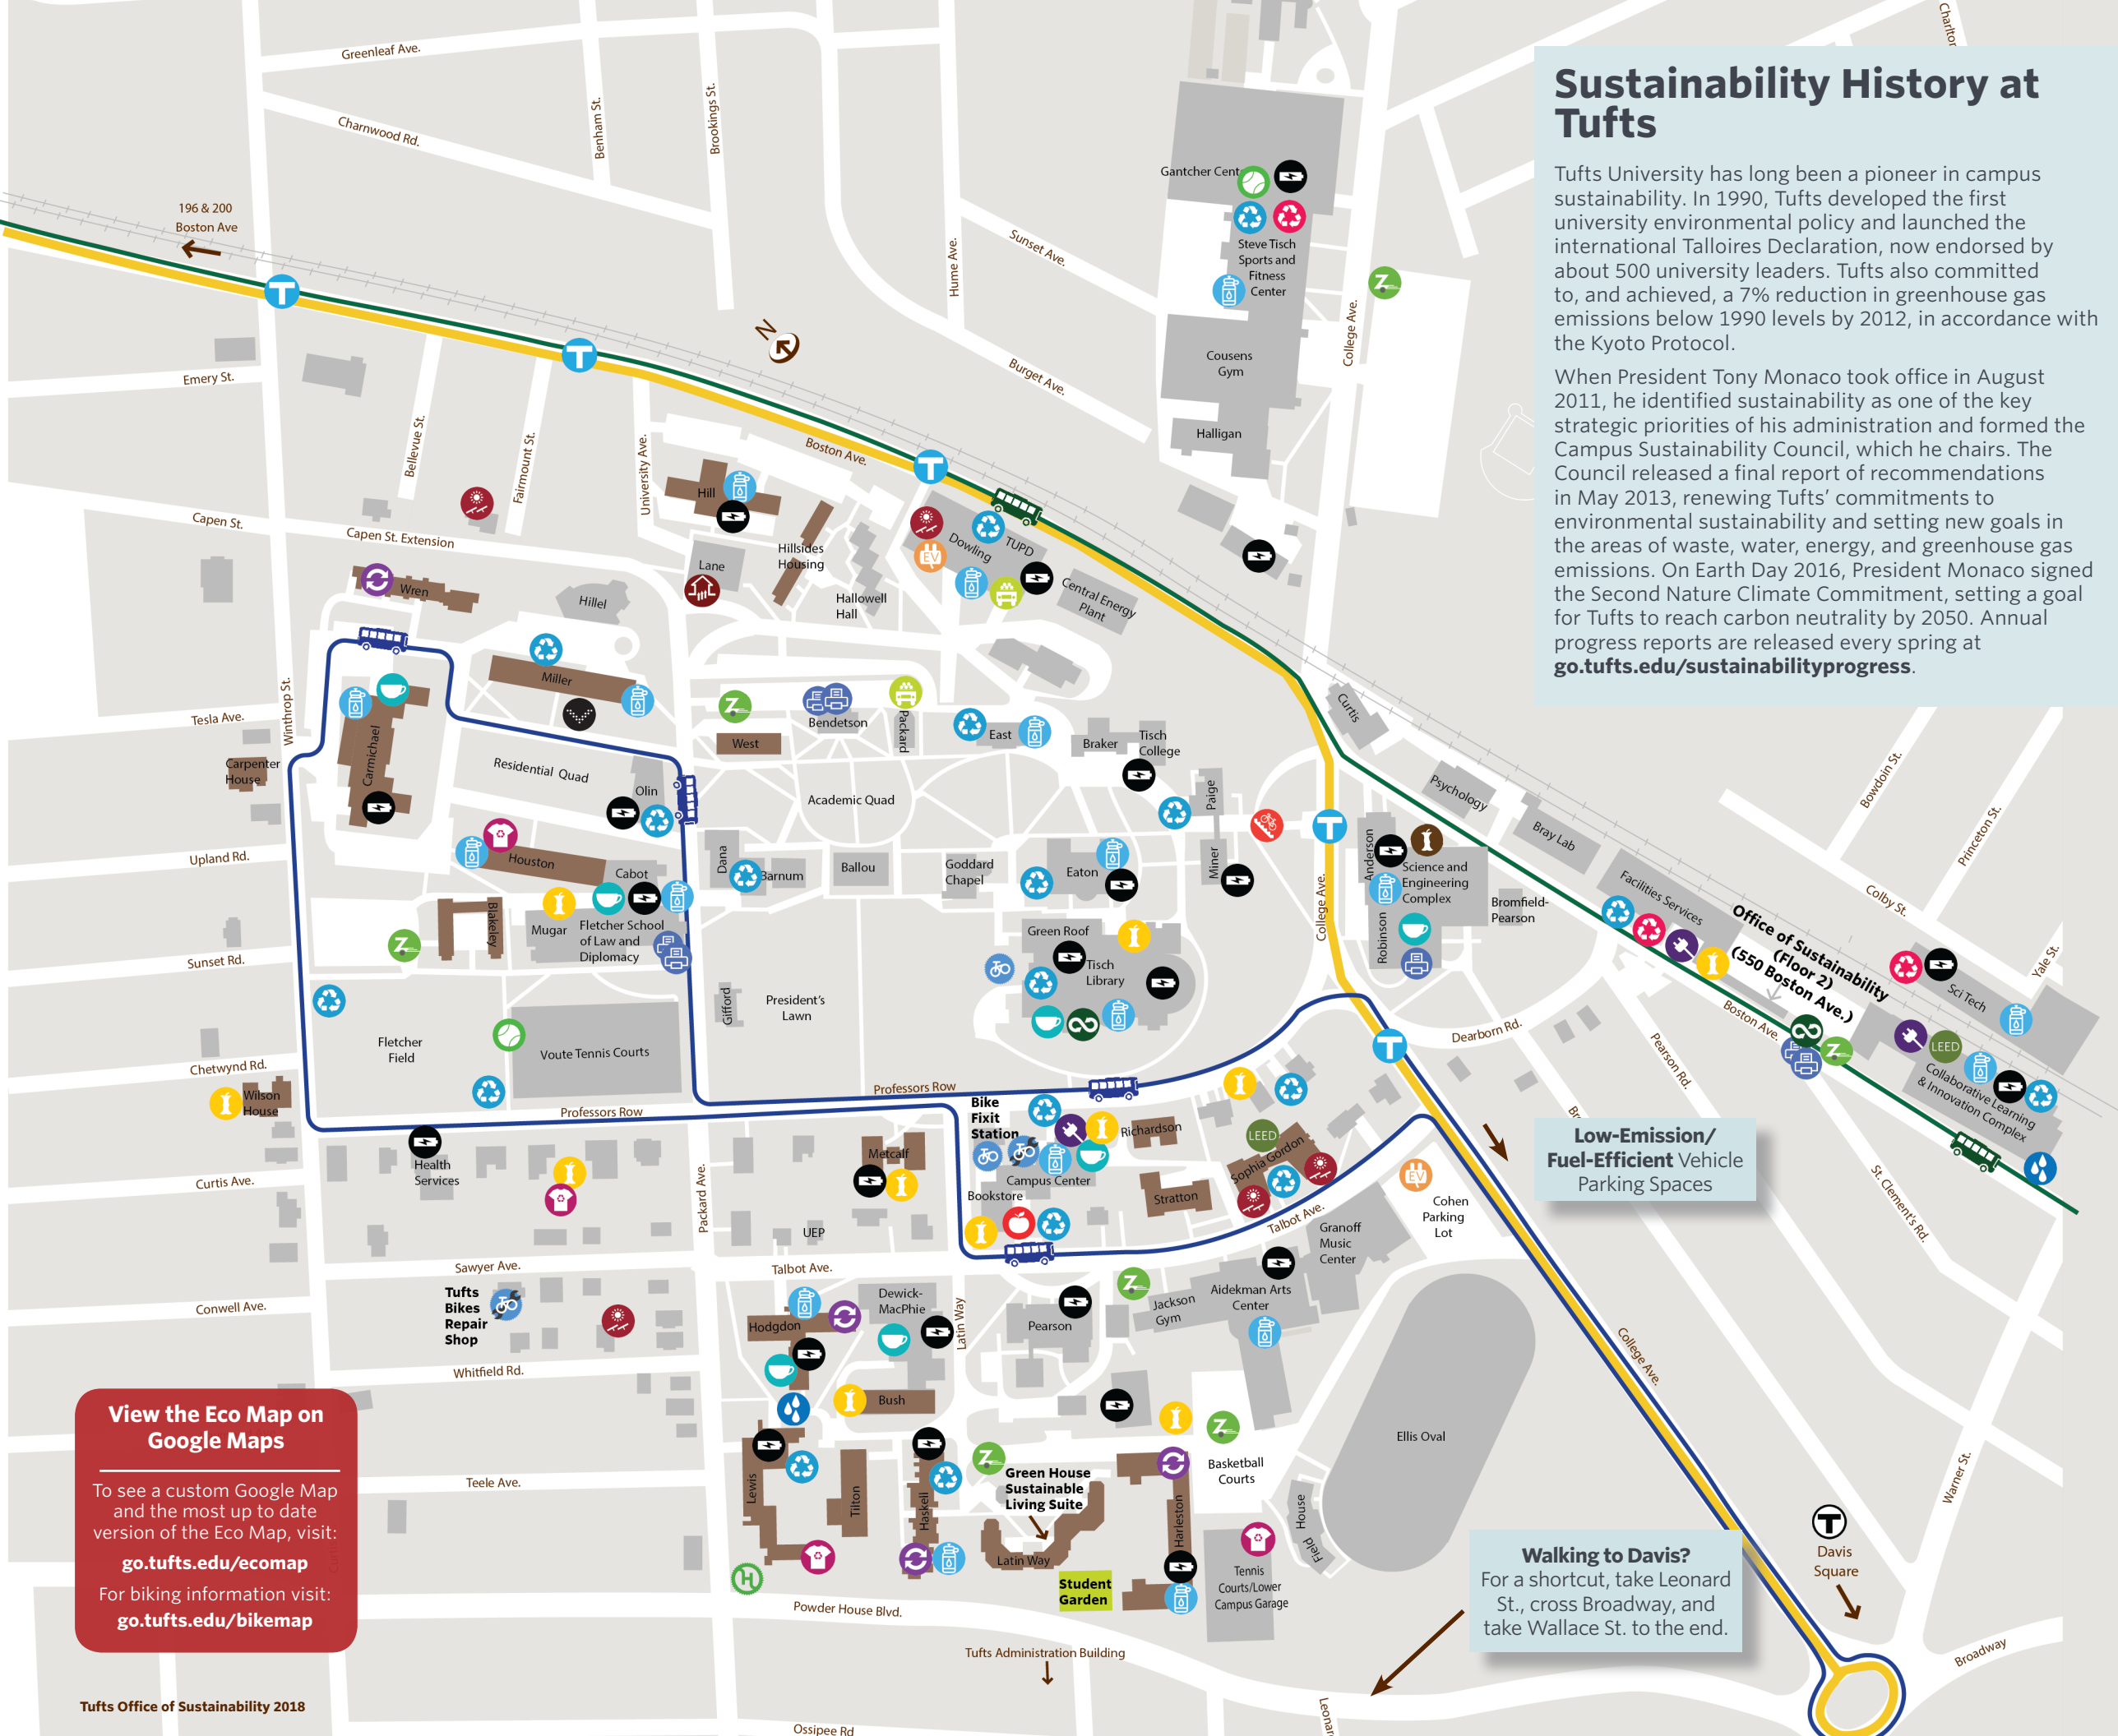 Sustainability History at
Tufts
Tufts University has long been a pioneer in campus
sustainability. In 1990, Tufts developed the first
university environmental policy and launched the
international Talloires Declaration, now endorsed by
about 500 university leaders. Tufts also committed
to, and achieved, a 7% reduction in greenhouse gas
emissions below 1990 levels by 2012, in accordance with
the Kyoto Protocol.
When President Tony Monaco took office in August
2011, he identified sustainability as one of the key
strategic priorities of his administration and formed the
Campus Sustainability Council, which he chairs. The
Council released a final report of recommendations
in May 2013, renewing Tufts' commitments to
environmental sustainability and setting new goals in
the areas of waste, water, energy, and greenhouse gas
emissions. On Earth Day 2016, President Monaco signed
the Second Nature Climate Commitment, setting a goal
for Tufts to reach carbon neutrality by 2050. Annual
progress reports are released every spring at
go.tufts.edu/sustainabilityprogress.
Greenleaf Ave.
Charnwood Rd.
Benham St.
Brookings St.
Hume Ave.
Sunset Ave.
Burget Ave.
College Ave.
196 & 200
Boston Ave
T
T
T
N
Gantcher
Steve Tisch
Sports and
Fitness
Center
Z
Cousens
Gym
Halligan
Emery St.
Bellevue St.
Fairmount St.
University Ave.
Boston Ave.
Capen St.
Capen St. Extension
Hill
Hillsides
Housing
Lane
Hallowell
Hall
Dowling
TUPD
EV
Central Energy
Plant
Wren
Hillel
Miller
Winthrop St.
Tesla Ave.
Carpenter
House
Carmichael
Residential Quad
Olin
Z
West
Bendetson
Packard
East
Braker
Tisch
College
Curtis
Academic Quad
Paige
Psychology
Bray Lab
Bowdoin St.
Princeton St.
Upland Rd.
Houston
Cabot
Dana
Barnum
Ballou
Goddard
Chapel
Eaton
Miner
T
College Ave.
Anderson
Science and
Engineering
Complex
Robinson
Bromfield-
Pearson
Facilities Services
Colby St.
Yale St.
Office of Sustainability
(Floor 2)
(550 Boston Ave.)
Blakeley
Mugar
Fletcher School
of Law and
Diplomacy
Z
Sunset Rd.
Green Roof
Tisch
Library
Gifford
President's
Lawn
Sci Tech
Boston Ave.
Z
LEED
Collaborative Learning
& Innovation Complex
Fletcher
Field
Voute Tennis Courts
Chetwynd Rd.
Wilson
House
Professors Row
Professors Row
T
Dearborn Rd.
Pearson Rd.
St. Clement's Rd.
Bike
Fixit
Station
Richardson
LEED
Sophia Gordon
Campus Center
Bookstore
Stratton
Talbot Ave.
EV
Cohen
Parking
Lot
Low-Emission/
Fuel-Efficient Vehicle
Parking Spaces
Health
Services
Metcalf
UEP
Packard Ave.
Curtis Ave.
Sawyer Ave.
Talbot Ave.
Granoff
Music
Center
Conwell Ave.
Tufts
Bikes
Repair
Shop
Whitfield Rd.
Hodgdon
Dewick-
MacPhie
Latin Way
Pearson
Z
Jackson
Gym
Aidekman Arts
Center
College Ave.
Ellis Oval
Bush
Z
Basketball
Courts
Z
Green House
Sustainable
Living Suite
Latin Way
Lewis
Tilton
Haskell
Harleston
Field
House
Tennis
Courts/Lower
Campus Garage
Student
Garden
H
Teele Ave.
Powder House Blvd.
Tufts Administration Building
Ossipee Rd
Warner St.
T
Davis
Square
Broadway
Walking to Davis?
For a shortcut, take Leonard
St., cross Broadway, and
take Wallace St. to the end.
View the Eco Map on
Google Maps
To see a custom Google Map
and the most up to date
version of the Eco Map, visit:
go.tufts.edu/ecomap
For biking information visit:
go.tufts.edu/bikemap
Tufts Office of Sustainability 2018